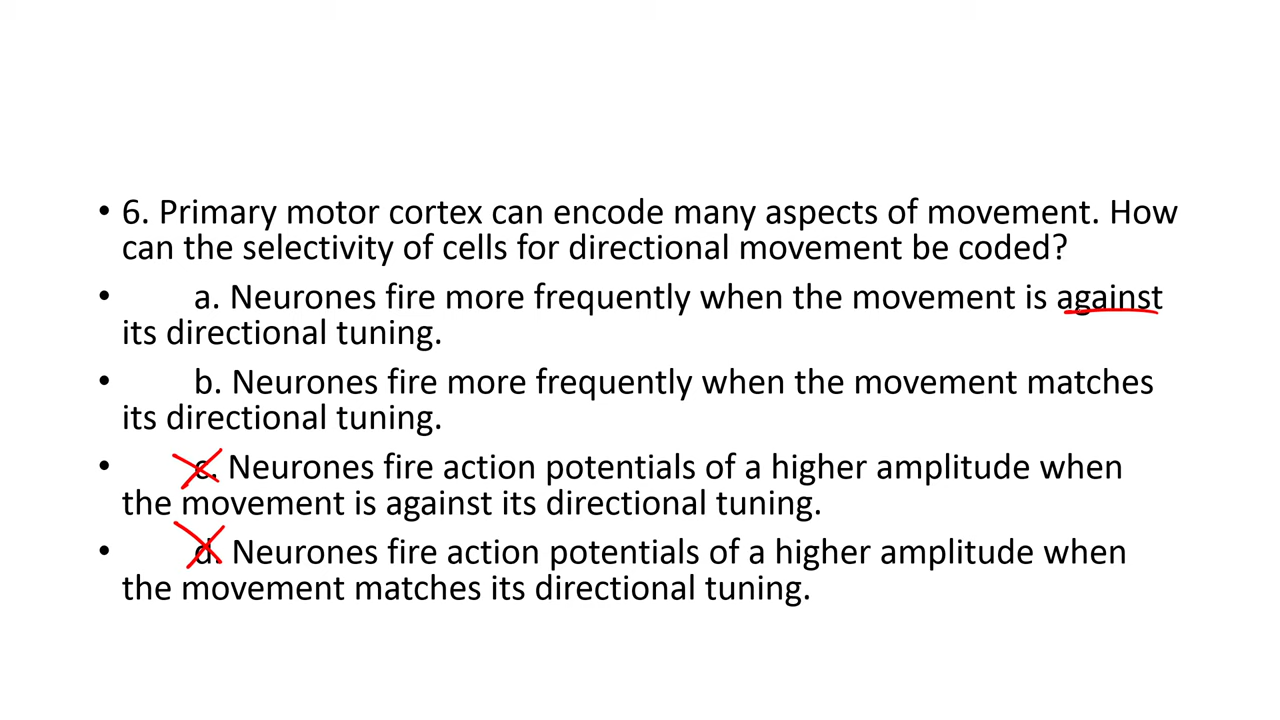 • 6. Primary motor cortex can encode many aspects of movement. How
can the selectivity of cells for directional movement be coded?
• a. Neurones fire more frequently when the movement is against
its directional tuning.
• b. Neurones fire more frequently when the movement matches
its directional tuning.
• c. Neurones fire action potentials of a higher amplitude when
the movement is against its directional tuning.
• d. Neurones fire action potentials of a higher amplitude when
the movement matches its directional tuning.